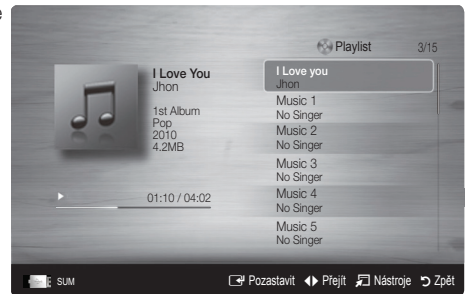 e
Playlist 3/15
I Love You
Jhon
1st Album
Pop
2010
4.2MB
01:10 / 04:02
I Love you
Jhon
Music 1
No Singer
Music 2
No Singer
Music 3
No Singer
Music 4
No Singer
Music 5
No Singer
SUM
Pozastavit Přejít Nástroje Zpět